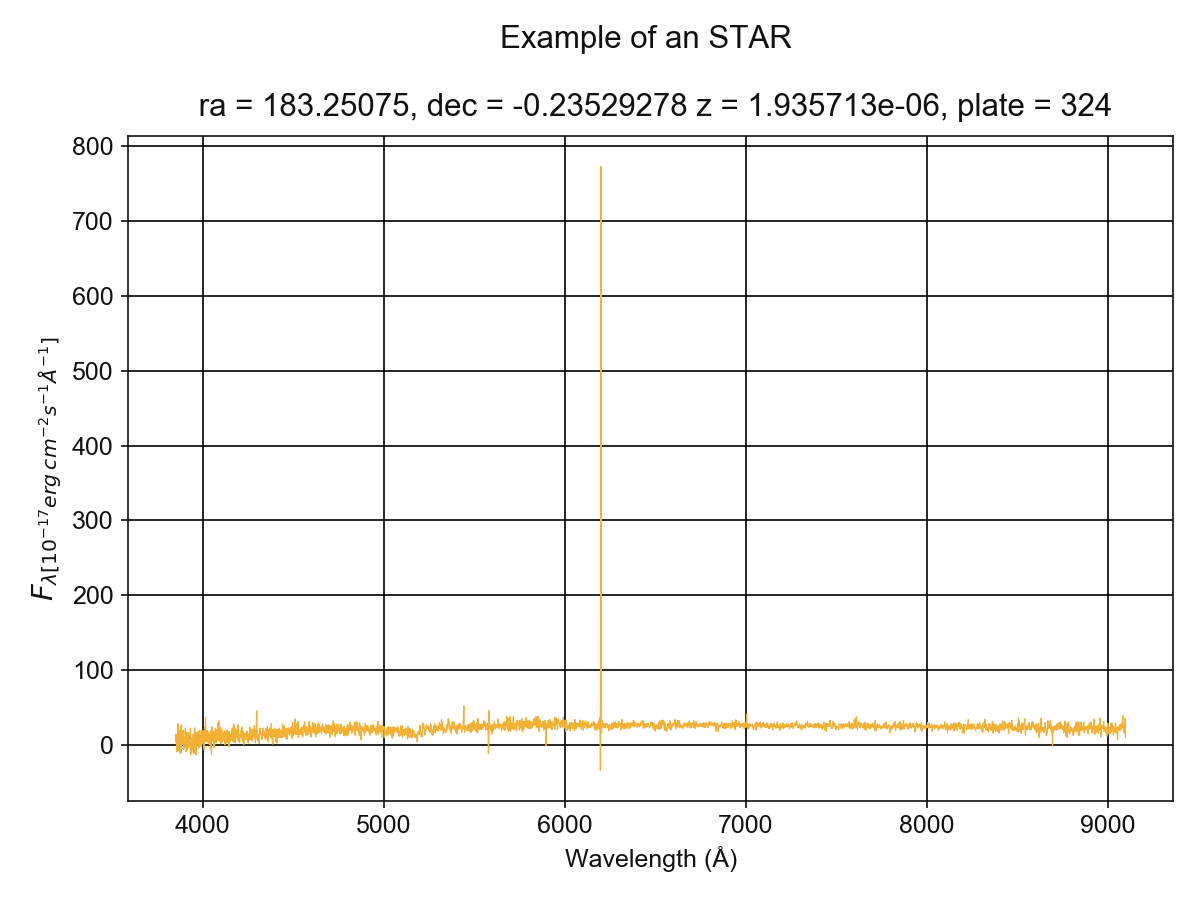 Example of an STAR
ra = 183.25075, dec = -0.23529278 z = 1.935713e-06, plate = 324
800
700
600
500
400
300
200
100
0
F_λ[10^{-17} erg cm^{-2} s^{-1} Å^{-1}]
4000 5000 6000 7000 8000 9000
Wavelength (Å)